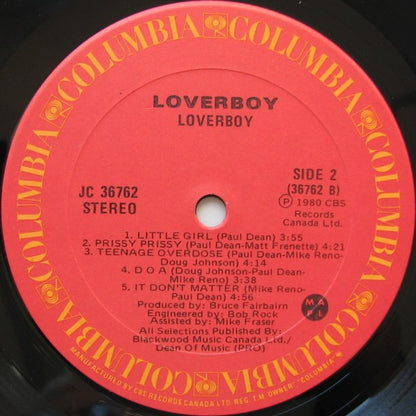 COLUMBIA COLUMBIA COLUMBIA COLUMBIA COLUMBIA COLUMBIA
LOVERBOY
LOVERBOY
JC 36762
STEREO
SIDE 2
(36762 B)
Ⓟ 1980 CBS
Records
Canada Ltd.
1. LITTLE GIRL (Paul Dean) 3:55
2. PRISSY PRISSY (Paul Dean-Matt Frenette) 4:21
3. TEENAGE OVERDOSE (Paul Dean-Mike Reno-
Doug Johnson) 4:14
4. D O A (Doug Johnson-Paul Dean-
Mike Reno) 3:38
5. IT DON'T MATTER (Mike Reno-
Paul Dean) 4:56
Produced by: Bruce Fairbairn
Engineered by: Bob Rock
Assisted by: Mike Fraser
All Selections Published By:
Blackwood Music Canada Ltd./
Dean Of Music (PRO)
M A
P L
MANUFACTURED BY CBS RECORDS CANADA LTD. REG. T.M. OWNER - "COLUMBIA"